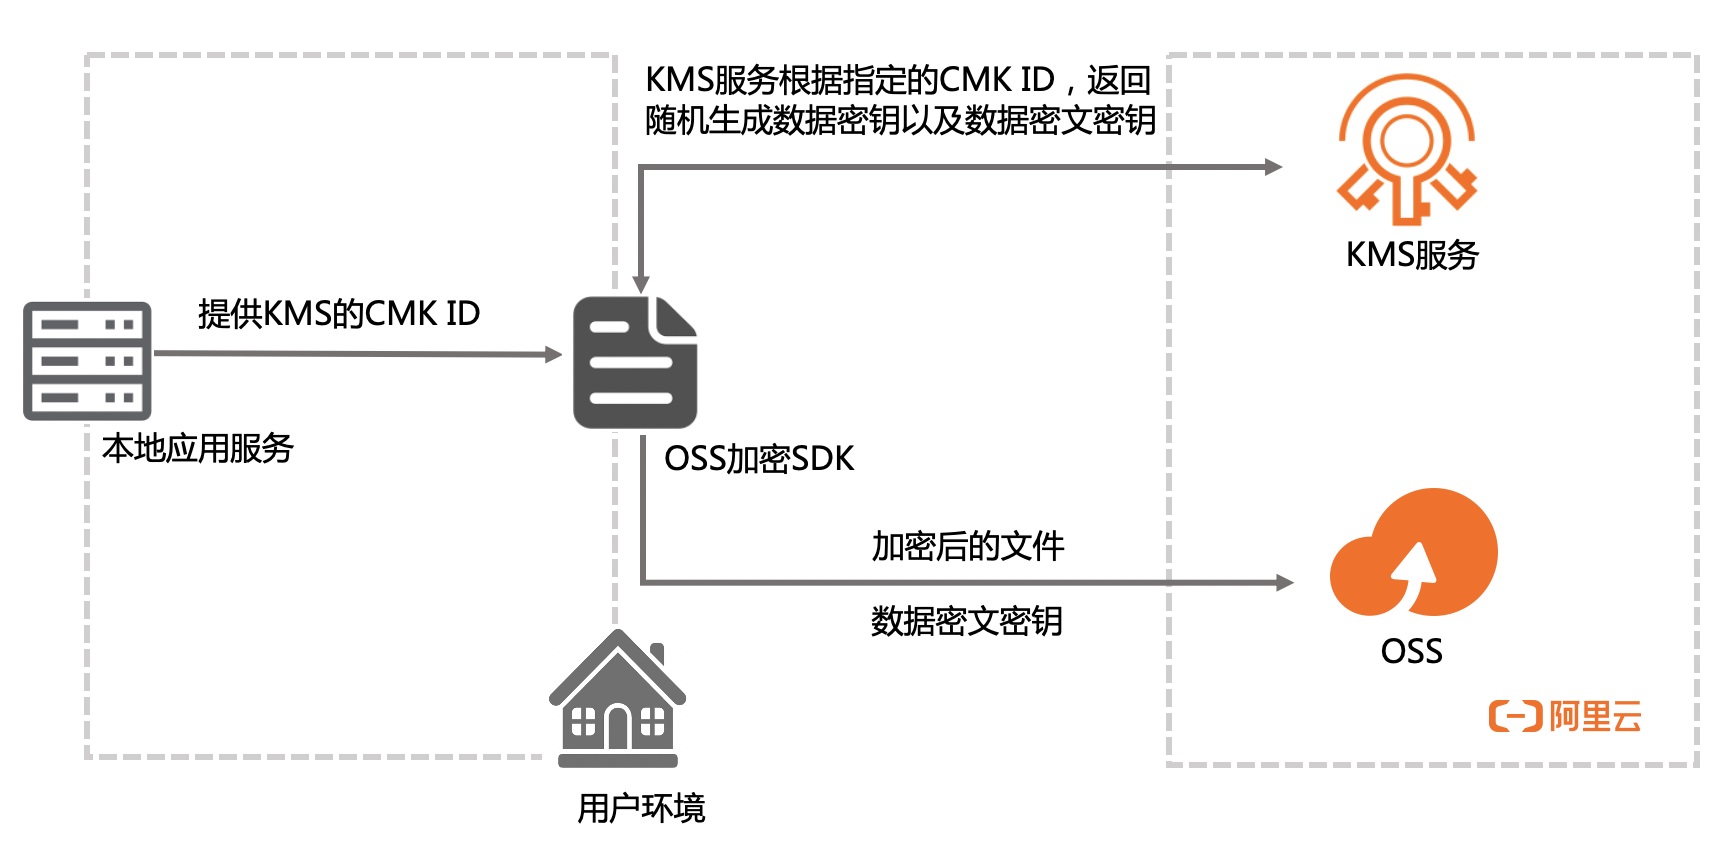 KMS服务根据指定的CMK ID，返回
随机生成数据密钥以及数据密文密钥
KMS服务
提供KMS的CMK ID
本地应用服务
OSS加密SDK
加密后的文件
数据密文密钥
OSS
阿里云
用户环境